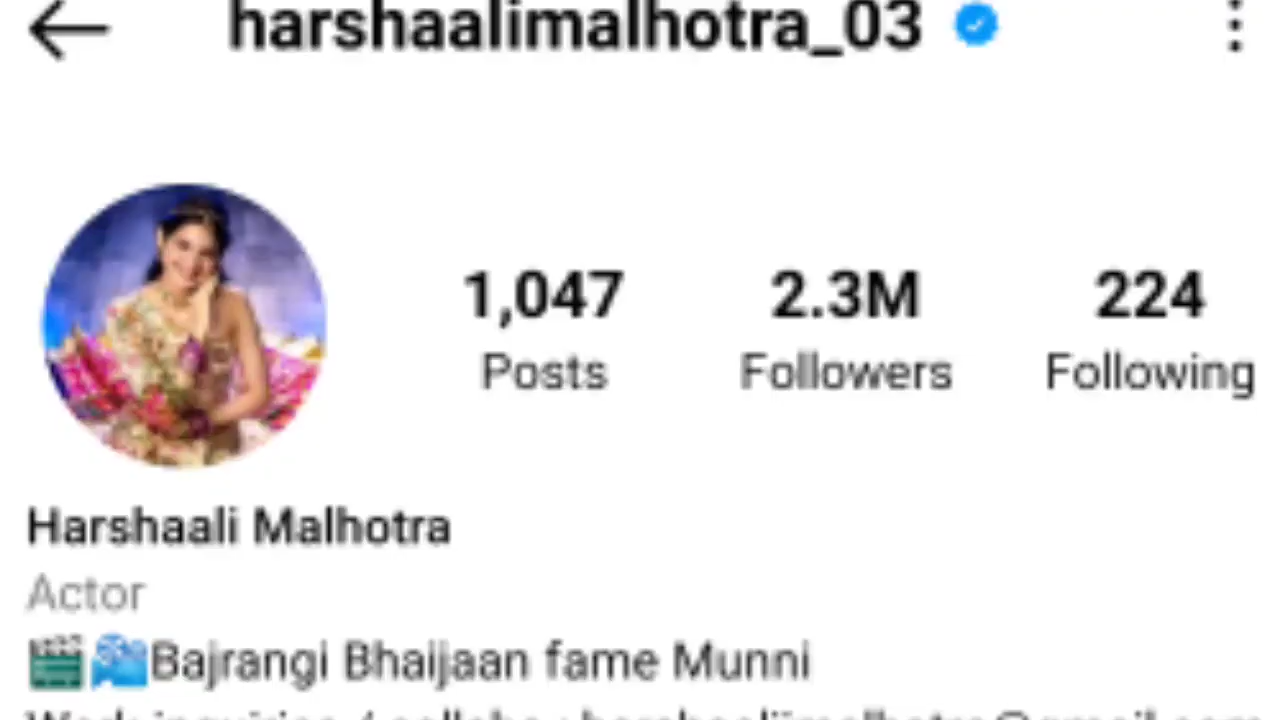 harshaalimalhotra_03
1,047 2.3M 224
Posts Followers Following
Harshaali Malhotra
Actor
Bajrangi Bhaijaan fame Munni